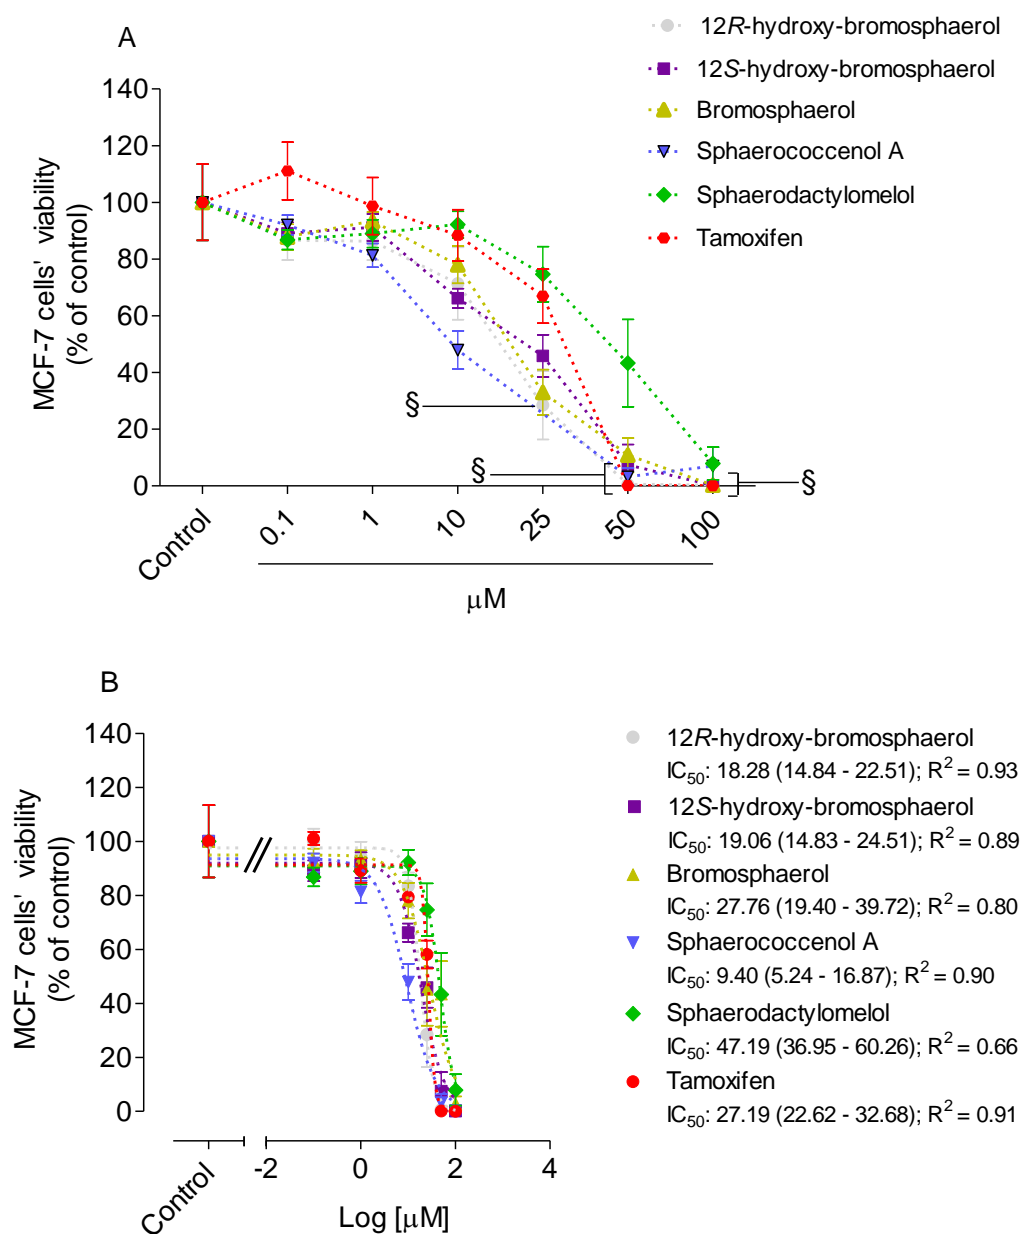 A
12R-hydroxy-bromosphaerol
12S-hydroxy-bromosphaerol
Bromosphaerol
Sphaerococcenol A
Sphaerodactylomelol
Tamoxifen
MCF-7 cells' viability
(% of control)
140
120
100
80
60
40
20
0
§
§
§
Control
0.1
1
10
25
50
100
µM
B
MCF-7 cells' viability
(% of control)
140
120
100
80
60
40
20
0
Control
-2
0
2
4
Log [µM]
12R-hydroxy-bromosphaerol
IC50: 18.28 (14.84 - 22.51); R2 = 0.93
12S-hydroxy-bromosphaerol
IC50: 19.06 (14.83 - 24.51); R2 = 0.89
Bromosphaerol
IC50: 27.76 (19.40 - 39.72); R2 = 0.80
Sphaerococcenol A
IC50: 9.40 (5.24 - 16.87); R2 = 0.90
Sphaerodactylomelol
IC50: 47.19 (36.95 - 60.26); R2 = 0.66
Tamoxifen
IC50: 27.19 (22.62 - 32.68); R2 = 0.91